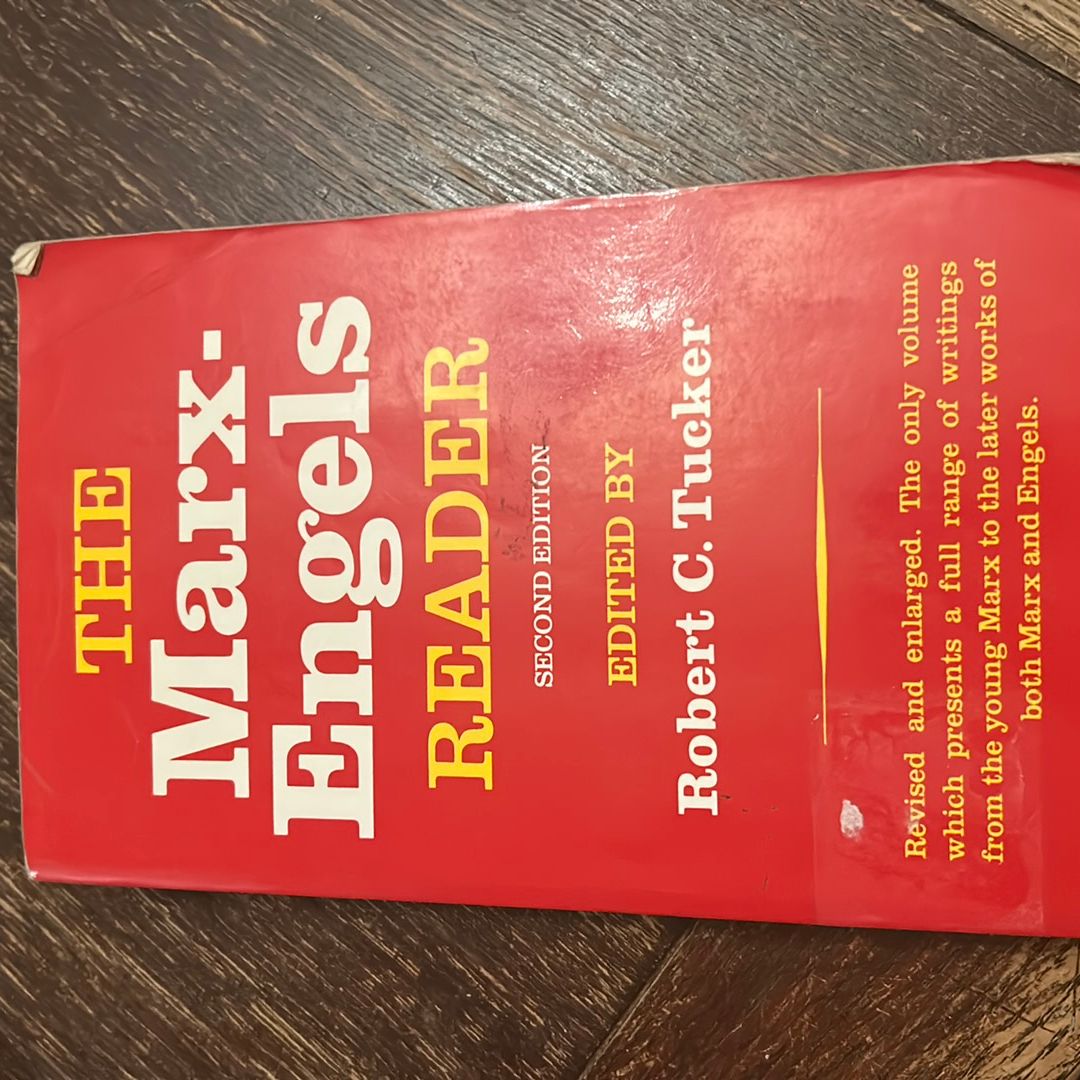 THE
Marx-
Engels
READER
SECOND EDITION
EDITED BY
Robert C. Tucker
Revised and enlarged. The only volume
which presents a full range of writings
from the young Marx to the later works of
both Marx and Engels.